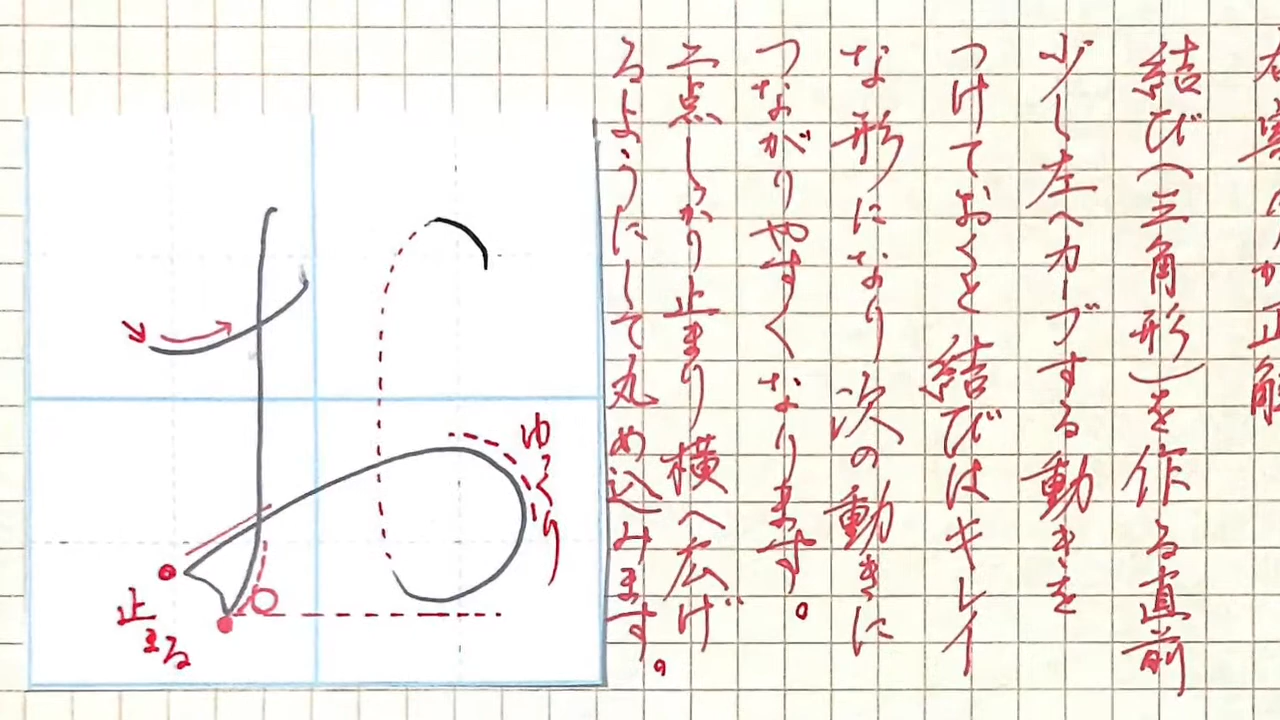 結び(三角形)を作る直前
少し左へカーブする動きを
つけておくと結びはキレイ
な形になり次の動きに
つながりやすくなります。
二点しっかり止まり横へ広げ
るようにして丸め込みます。
お
ゆっくり
止まる